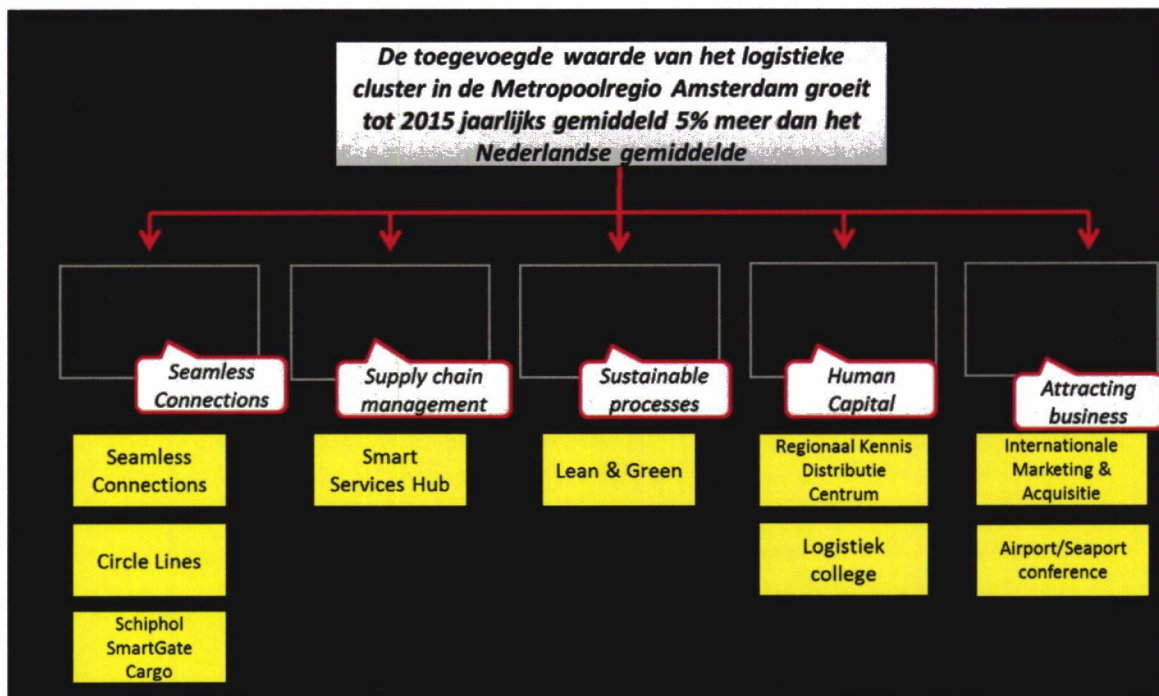 De toegevoegde waarde van het logistieke
cluster in de Metropoolregio Amsterdam groeit
tot 2015 jaarlijks gemiddeld 5% meer dan het
Nederlandse gemiddelde
Seamless
Connections
Supply chain
management
Sustainable
processes
Human
Capital
Attracting
business
Seamless
Connections
Circle Lines
Schiphol
SmartGate
Cargo
Smart
Services Hub
Lean & Green
Regionaal Kennis
Distributie
Centrum
Logistiek
college
Internationale
Marketing &
Acquisitie
Airport/Seaport
conference